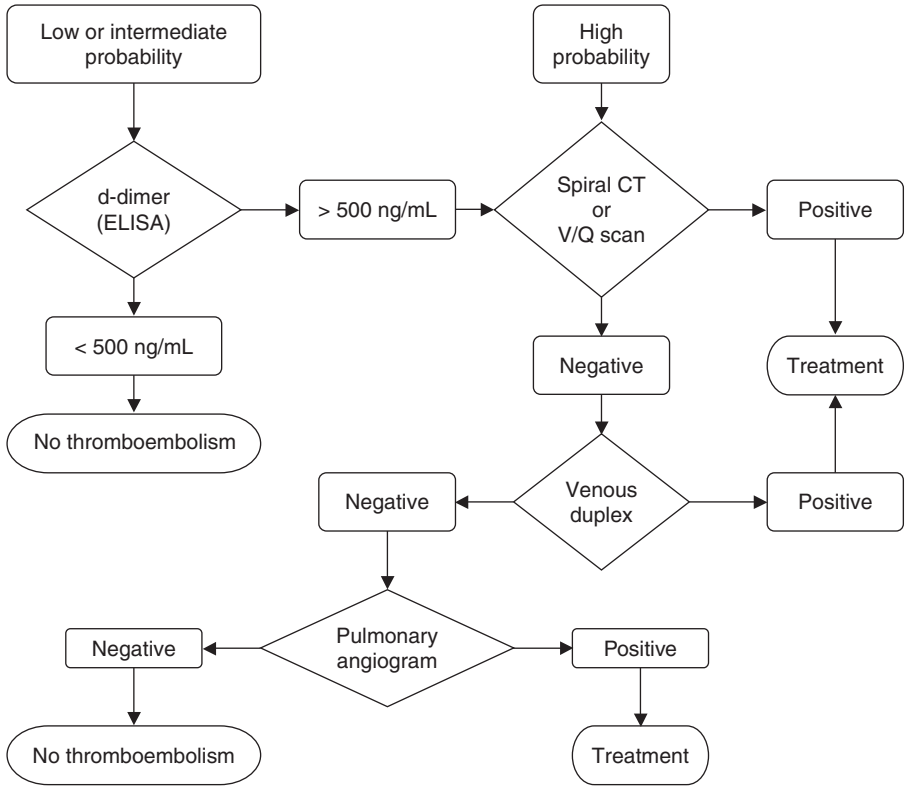 Low or intermediate
probability
High
probability
d-dimer
(ELISA)
> 500 ng/mL
Spiral CT
or
V/Q scan
Positive
< 500 ng/mL
Negative
Treatment
No thromboembolism
Negative
Venous
duplex
Positive
Negative
Pulmonary
angiogram
Positive
No thromboembolism
Treatment